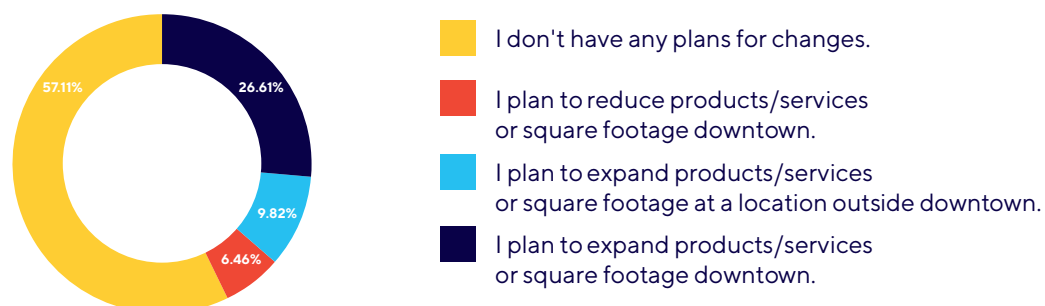 57.11%
26.61%
9.82%
6.46%
I don't have any plans for changes.
I plan to reduce products/services
or square footage downtown.
I plan to expand products/services
or square footage at a location outside downtown.
I plan to expand products/services
or square footage downtown.